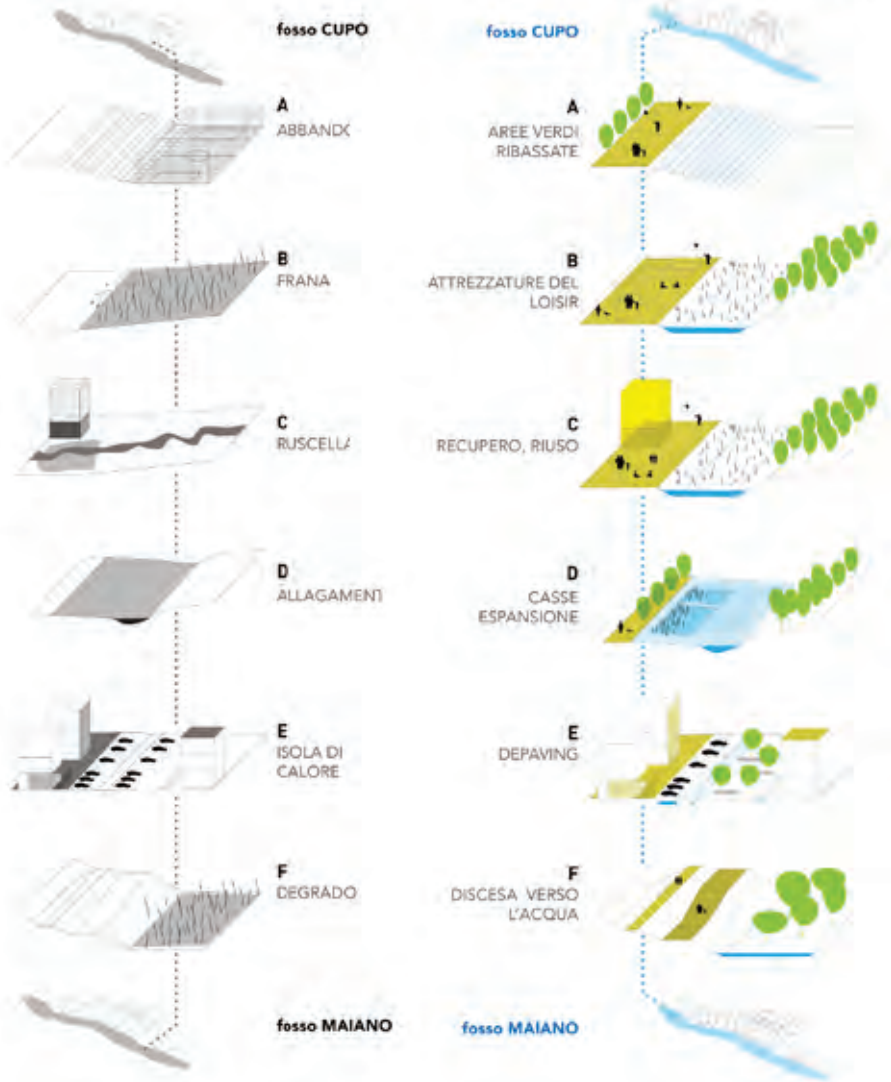 fosso CUPO
A
ABBANDC
B
FRANA
C
RUSCELLA
D
ALLAGAMENT
E
ISOLA DI
CALORE
F
DEGRADO
fosso MAIANO
fosso CUPO
A
AREE VERDI
RIBASSATE
B
ATTREZZATURE DEL
LOISIR
C
RECUPERO, RIUSO
D
CASSE
ESPANSIONE
E
DEPAVING
F
DISCESA VERSO
L'ACQUA
fosso MAIANO